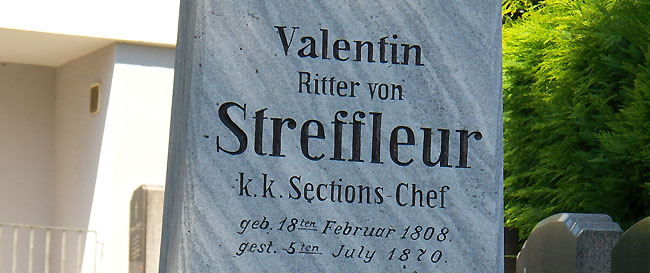 Valentin
Ritter von
Streffleur
k. k. Sections-Chef
geb. 18ten Februar 1808.
gest. 5ten July 1870.